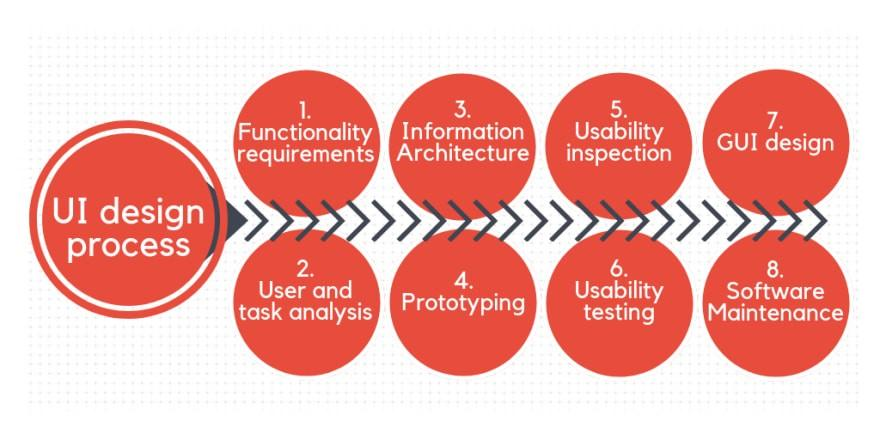 UI design
process
1.
Functionality
requirements
2.
User and
task analysis
3.
Information
Architecture
4.
Prototyping
5.
Usability
inspection
6.
Usability
testing
7.
GUI design
8.
Software
Maintenance